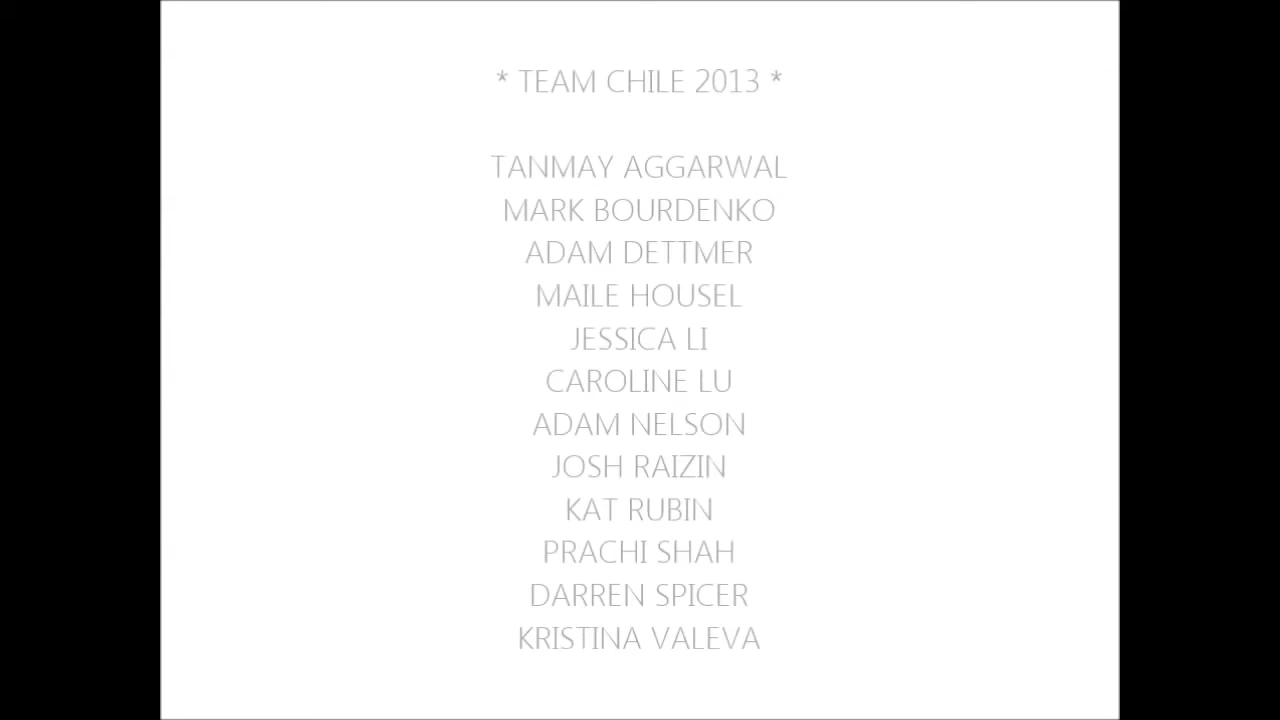 * TEAM CHILE 2013 *
TANMAY AGGARWAL
MARK BOURDENKO
ADAM DETTMER
MAILE HOUSEL
JESSICA LI
CAROLINE LU
ADAM NELSON
JOSH RAIZIN
KAT RUBIN
PRACHI SHAH
DARREN SPICER
KRISTINA VALEVA